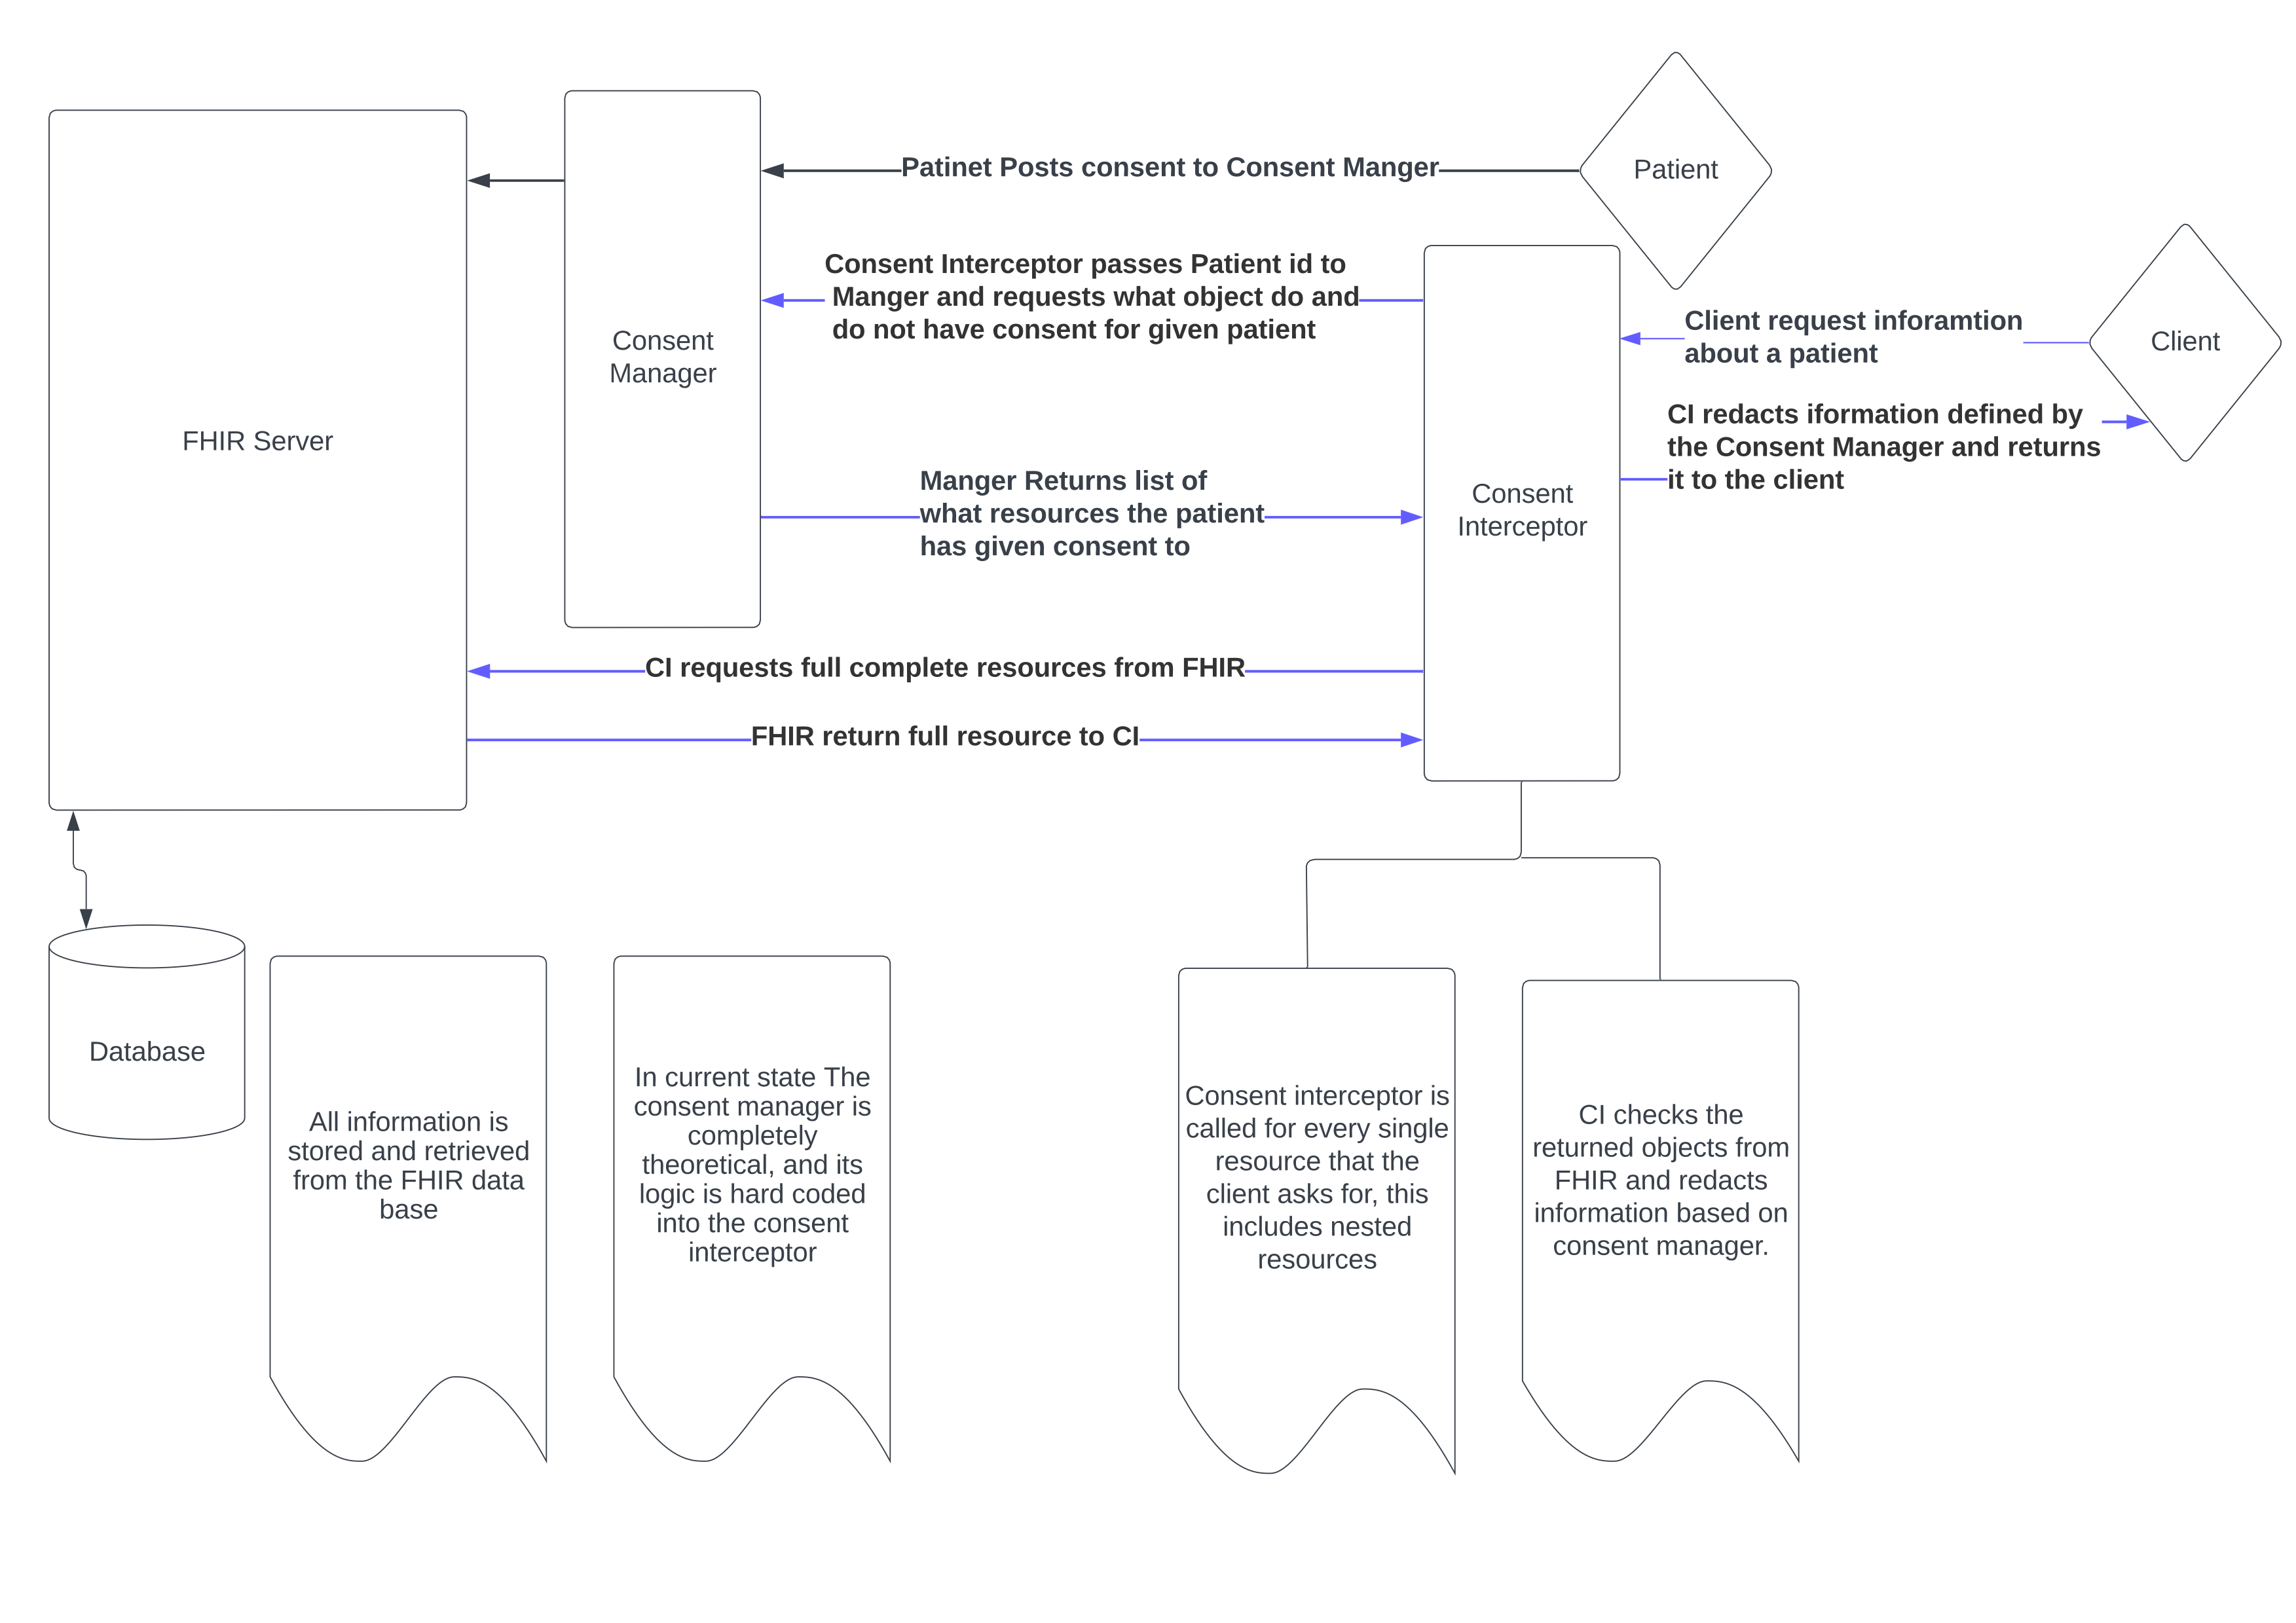 Patient
Patinet Posts consent to Consent Manger
Consent Interceptor passes Patient id to
Manger and requests what object do and
do not have consent for given patient
Client request inforamtion
about a patient
Client
Consent
Manager
CI redacts iformation defined by
the Consent Manager and returns
it to the client
FHIR Server
Manger Returns list of
what resources the patient
has given consent to
Consent
Interceptor
CI requests full complete resources from FHIR
FHIR return full resource to CI
Database
All information is
stored and retrieved
from the FHIR data
base
In current state The
consent manager is
completely
theoretical, and its
logic is hard coded
into the consent
interceptor
Consent interceptor is
called for every single
resource that the
client asks for, this
includes nested
resources
CI checks the
returned objects from
FHIR and redacts
information based on
consent manager.